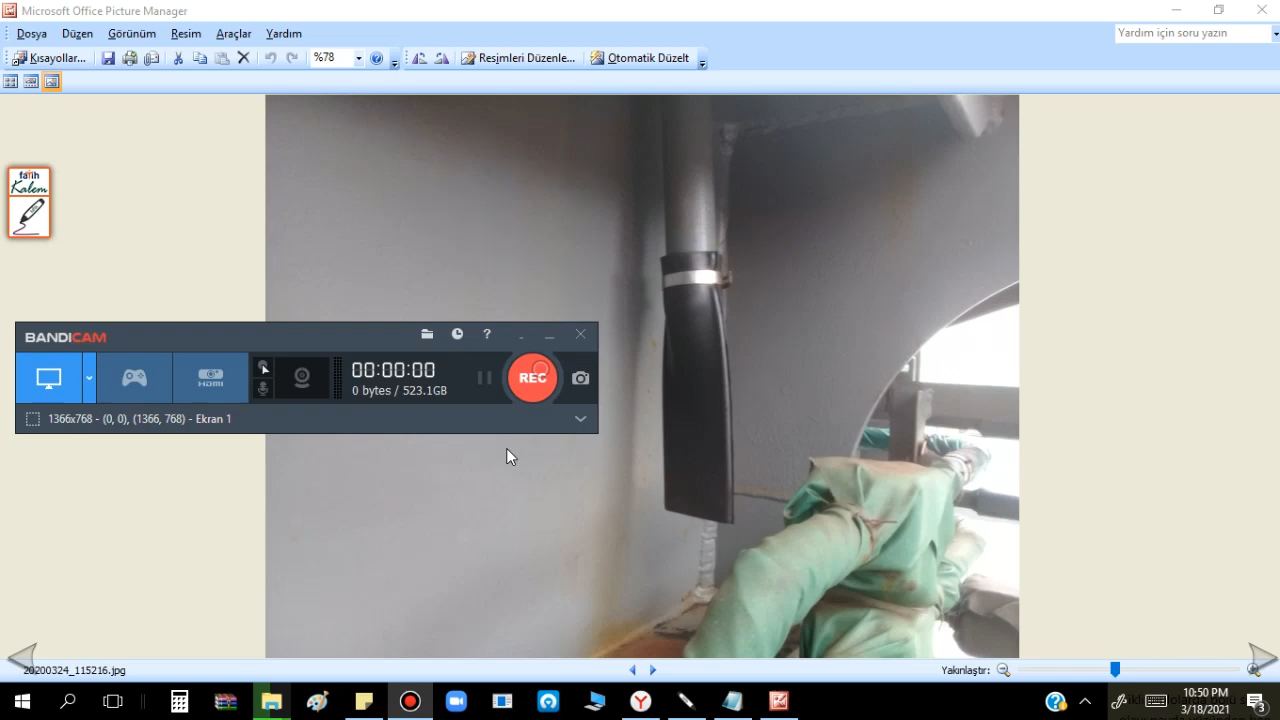 Microsoft Office Picture Manager
Dosya Düzen Görünüm Resim Araçlar Yardım
Yardım için soru yazın
Kısayollar... %78 Resimleri Düzenle... Otomatik Düzelt
fatih
Kalem
BANDICAM
HDMI
00:00:00
REC
0 bytes / 523.1GB
1366x768 - (0, 0), (1366, 768) - Ekran 1
20200324_115216.jpg
Yakınlaştır:
10:50 PM
3/18/2021
3